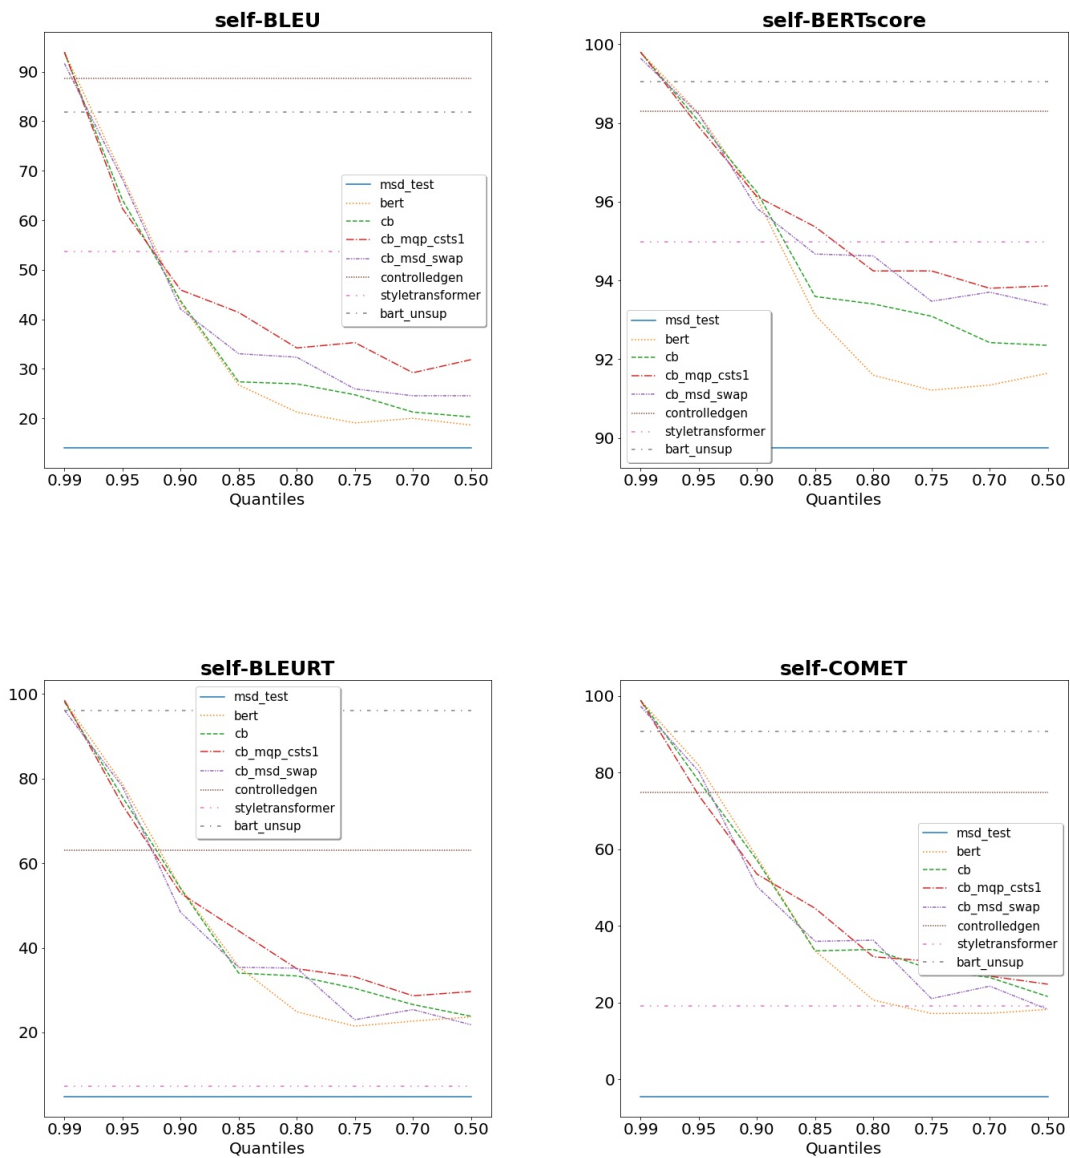 self-BLEU
90
80
70
60
50
40
30
20
msd_test
bert
cb
cb_mqp_csts1
cb_msd_swap
controlledgen
styletransformer
bart_unsup
0.99 0.95 0.90 0.85 0.80 0.75 0.70 0.50
Quantiles
self-BERTscore
100
98
96
94
92
90
msd_test
bert
cb
cb_mqp_csts1
cb_msd_swap
controlledgen
styletransformer
bart_unsup
0.99 0.95 0.90 0.85 0.80 0.75 0.70 0.50
Quantiles
self-BLEURT
100
80
60
40
20
msd_test
bert
cb
cb_mqp_csts1
cb_msd_swap
controlledgen
styletransformer
bart_unsup
0.99 0.95 0.90 0.85 0.80 0.75 0.70 0.50
Quantiles
self-COMET
100
80
60
40
20
0
msd_test
bert
cb
cb_mqp_csts1
cb_msd_swap
controlledgen
styletransformer
bart_unsup
0.99 0.95 0.90 0.85 0.80 0.75 0.70 0.50
Quantiles